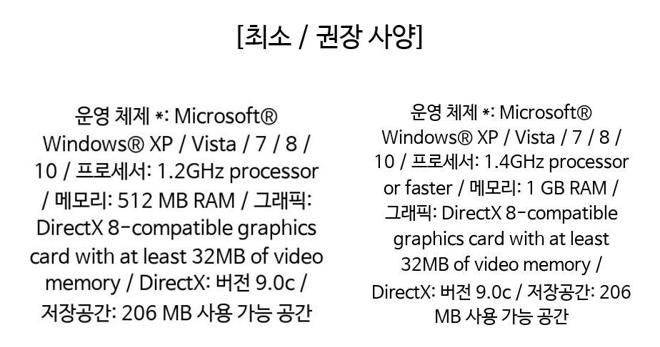 [최소 / 권장 사양]
운영 체제 *: Microsoft®
Windows® XP / Vista / 7 / 8 /
10 / 프로세서: 1.2GHz processor
/ 메모리: 512 MB RAM / 그래픽:
DirectX 8-compatible graphics
card with at least 32MB of video
memory / DirectX: 버전 9.0c /
저장공간: 206 MB 사용 가능 공간
운영 체제 *: Microsoft®
Windows® XP / Vista / 7 / 8 /
10 / 프로세서: 1.4GHz processor
or faster / 메모리: 1 GB RAM /
그래픽: DirectX 8-compatible
graphics card with at least
32MB of video memory /
DirectX: 버전 9.0c / 저장공간: 206
MB 사용 가능 공간